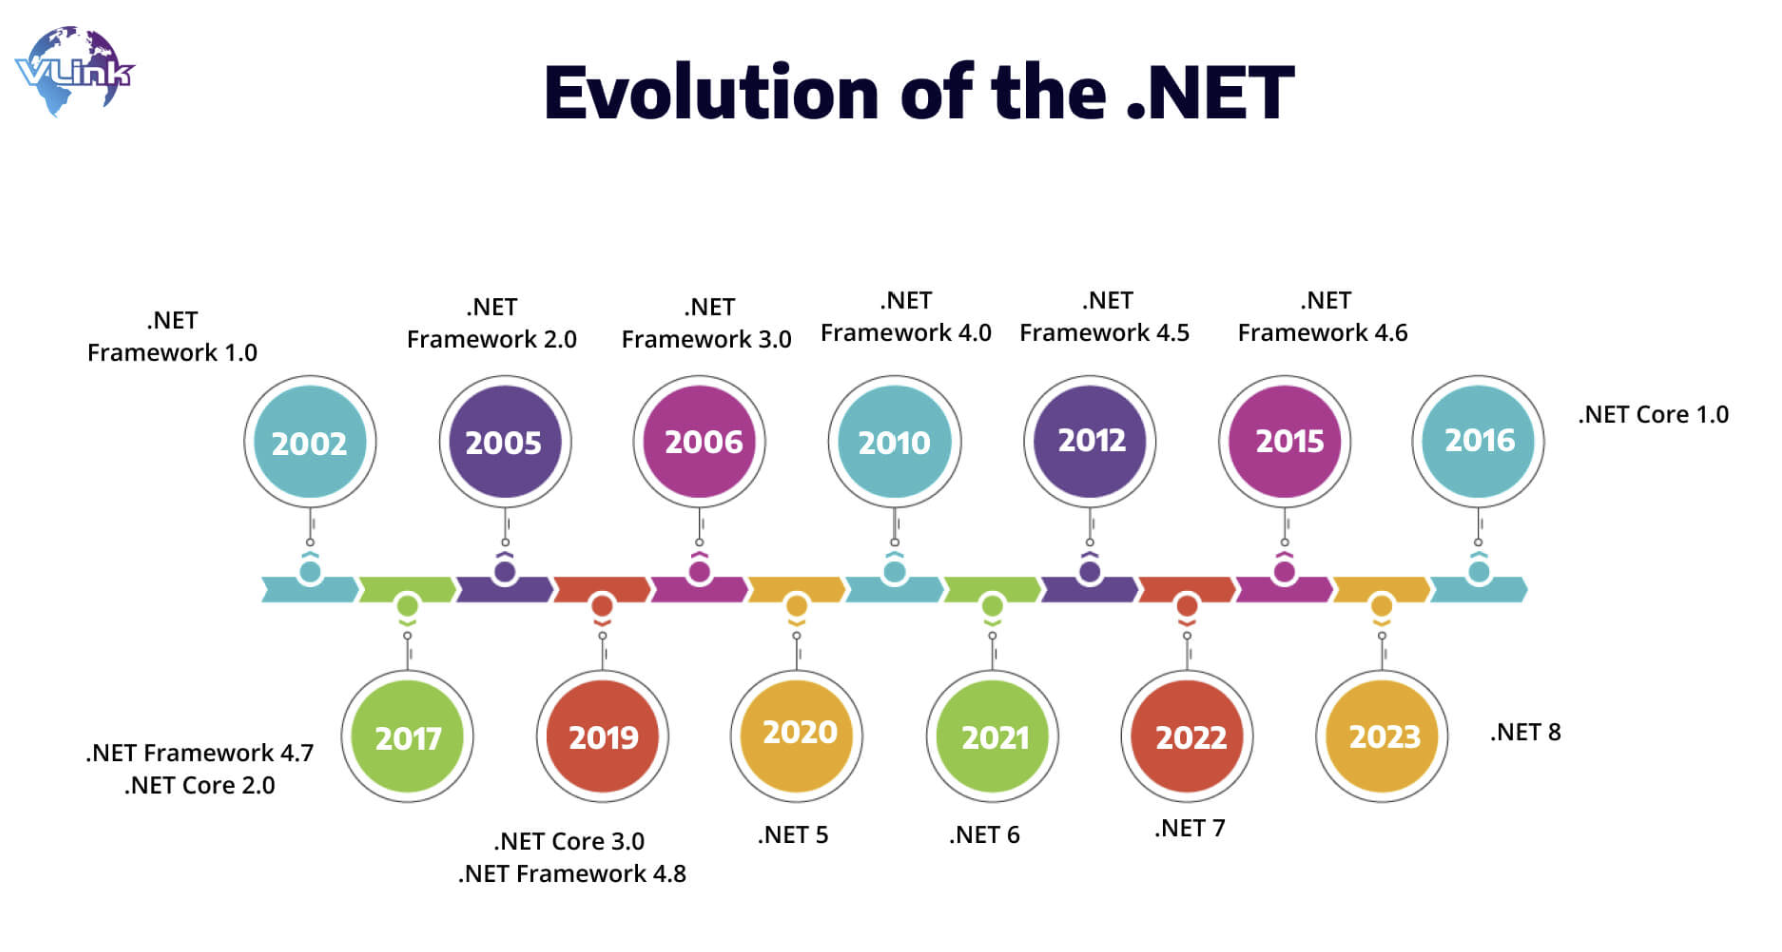 VLink
Evolution of the .NET
.NET
Framework 1.0
.NET
Framework 2.0
.NET
Framework 3.0
.NET
Framework 4.0
.NET
Framework 4.5
.NET
Framework 4.6
.NET Core 1.0
2002
2005
2006
2010
2012
2015
2016
2017
2019
2020
2021
2022
2023
.NET Framework 4.7
.NET Core 2.0
.NET Core 3.0
.NET Framework 4.8
.NET 5
.NET 6
.NET 7
.NET 8